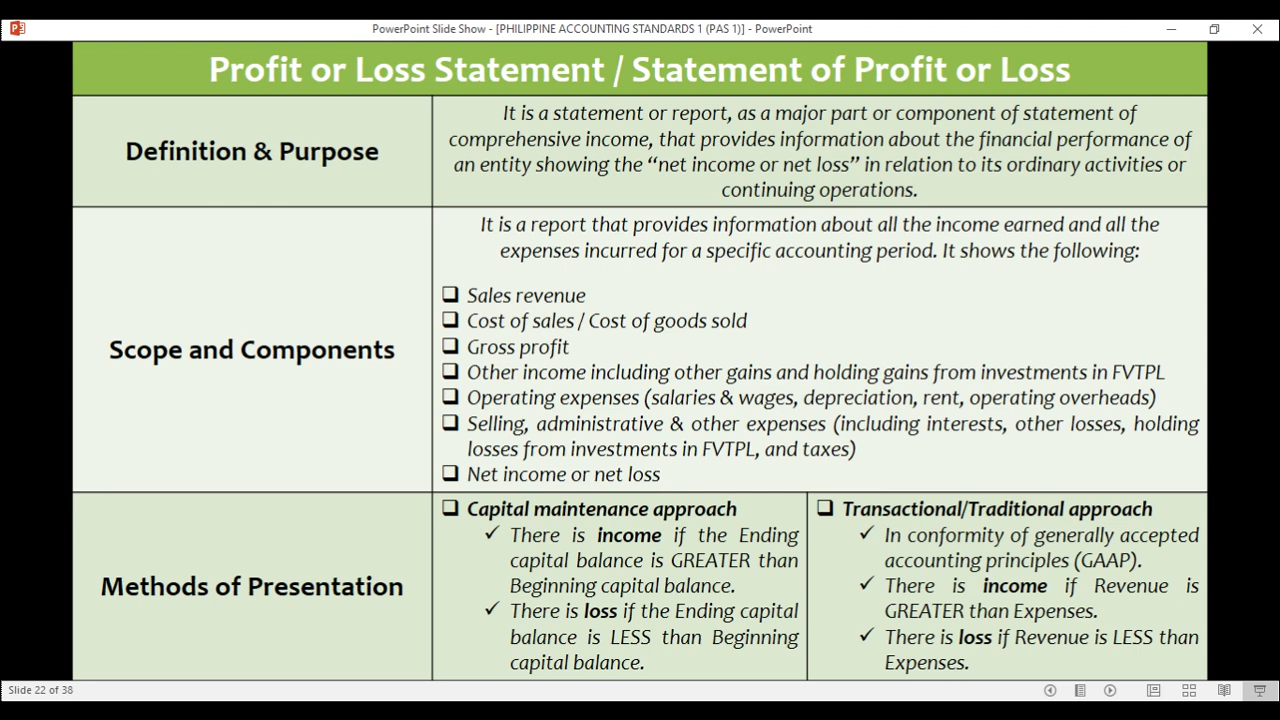 PowerPoint Slide Show - [PHILIPPINE ACCOUNTING STANDARDS 1 (PAS 1)] - PowerPoint
Profit or Loss Statement / Statement of Profit or Loss
Definition & Purpose
It is a statement or report, as a major part or component of statement of
comprehensive income, that provides information about the financial performance of
an entity showing the “net income or net loss” in relation to its ordinary activities or
continuing operations.
Scope and Components
It is a report that provides information about all the income earned and all the
expenses incurred for a specific accounting period. It shows the following:
❑ Sales revenue
❑ Cost of sales / Cost of goods sold
❑ Gross profit
❑ Other income including other gains and holding gains from investments in FVTPL
❑ Operating expenses (salaries & wages, depreciation, rent, operating overheads)
❑ Selling, administrative & other expenses (including interests, other losses, holding
losses from investments in FVTPL, and taxes)
❑ Net income or net loss
Methods of Presentation
❑ Capital maintenance approach
✓ There is income if the Ending
capital balance is GREATER than
Beginning capital balance.
✓ There is loss if the Ending capital
balance is LESS than Beginning
capital balance.
❑ Transactional/Traditional approach
✓ In conformity of generally accepted
accounting principles (GAAP).
✓ There is income if Revenue is
GREATER than Expenses.
✓ There is loss if Revenue is LESS than
Expenses.
Slide 22 of 38